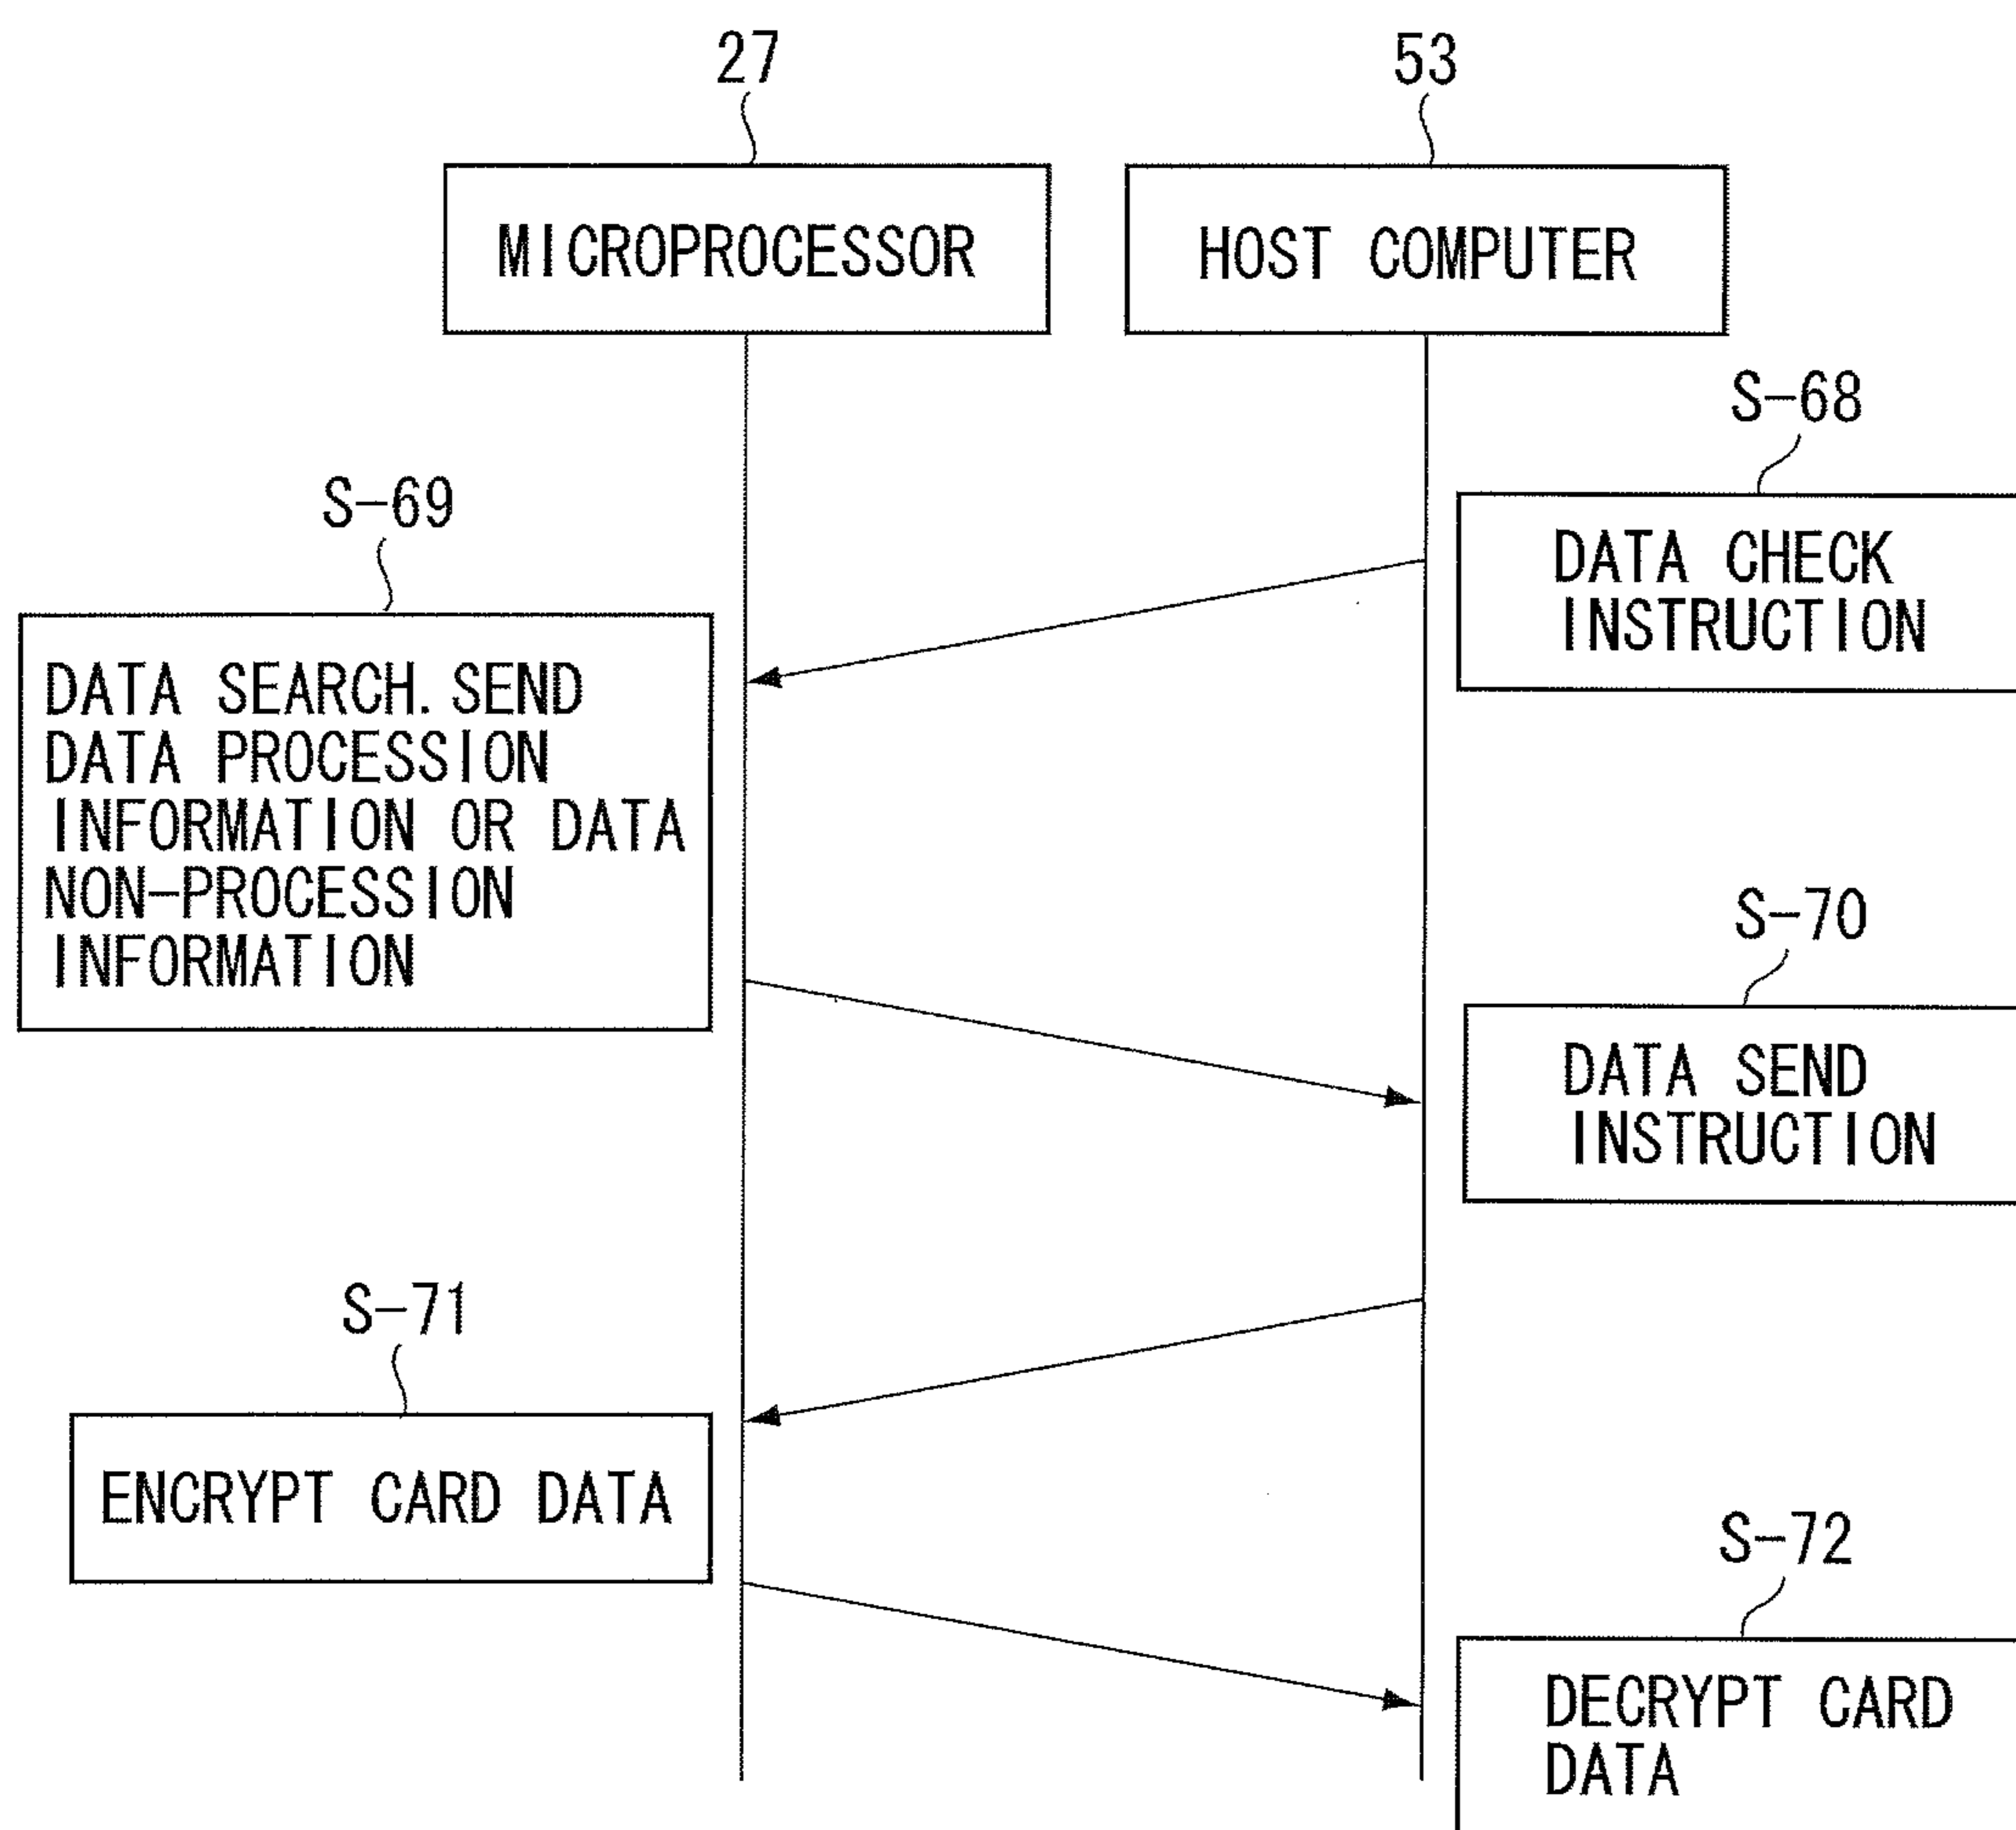 27
53
MICROPROCESSOR
HOST COMPUTER
S-68
DATA CHECK
INSTRUCTION
S-69
DATA SEARCH. SEND
DATA PROCESSION
INFORMATION OR DATA
NON-PROCESSION
INFORMATION
S-70
DATA SEND
INSTRUCTION
S-71
ENCRYPT CARD DATA
S-72
DECRYPT CARD
DATA